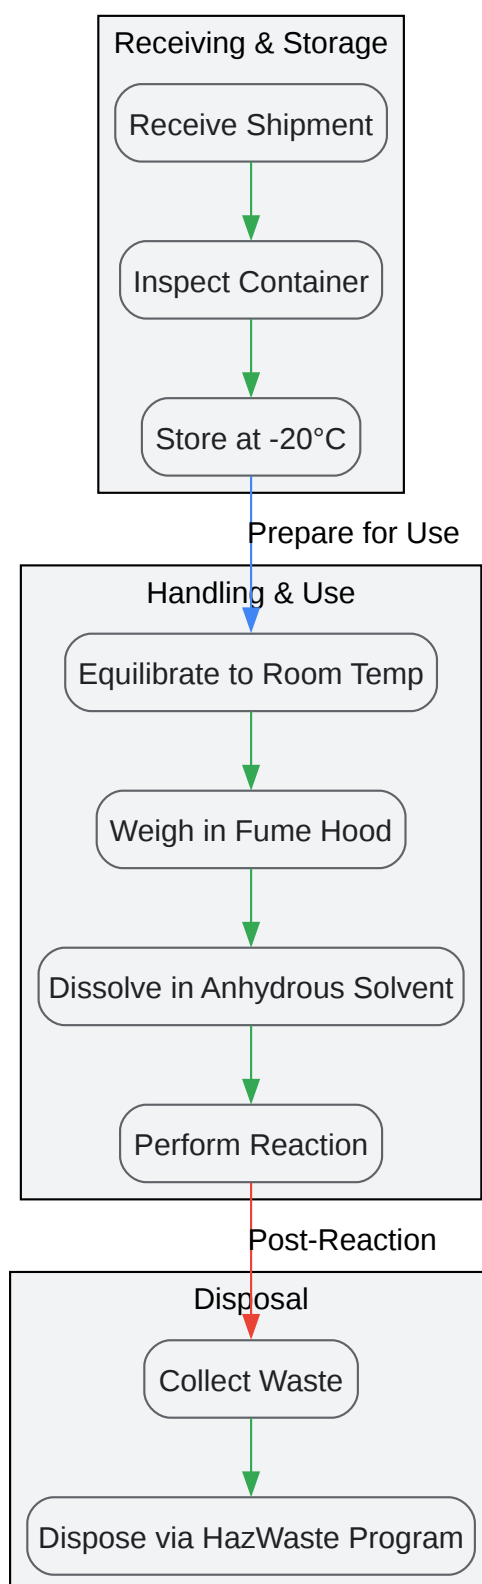 Receiving & Storage
Receive Shipment
Inspect Container
Store at -20°C
Prepare for Use
Handling & Use
Equilibrate to Room Temp
Weigh in Fume Hood
Dissolve in Anhydrous Solvent
Perform Reaction
Post-Reaction
Disposal
Collect Waste
Dispose via HazWaste Program